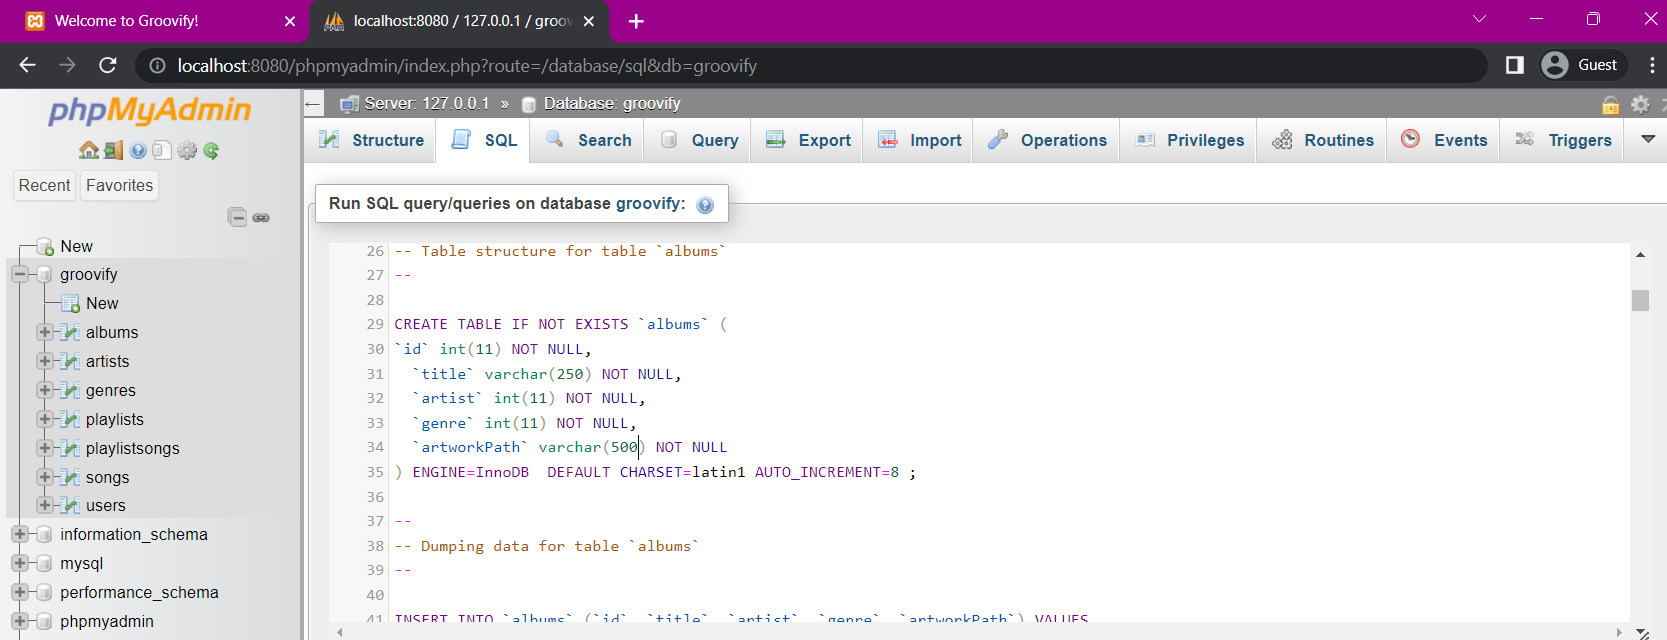 Welcome to Groovify!
localhost:8080 / 127.0.0.1 / groov
localhost:8080/phpmyadmin/index.php?route=/database/sql&db=groovify
Guest
phpMyAdmin
Recent
Favorites
New
groovify
New
albums
artists
genres
playlists
playlistsongs
songs
users
information_schema
mysql
performance_schema
phpmyadmin
Server: 127.0.0.1 » Database: groovify
Structure SQL Search Query Export Import Operations Privileges Routines Events Triggers
Run SQL query/queries on database groovify:
26 -- Table structure for table `albums`
27 --
28
29 CREATE TABLE IF NOT EXISTS `albums` (
30 `id` int(11) NOT NULL,
31 `title` varchar(250) NOT NULL,
32 `artist` int(11) NOT NULL,
33 `genre` int(11) NOT NULL,
34 `artworkPath` varchar(500) NOT NULL
35 ) ENGINE=InnoDB  DEFAULT CHARSET=latin1 AUTO_INCREMENT=8 ;
36
37 --
38 -- Dumping data for table `albums`
39 --
40
41 INSERT INTO `albums` (`id`, `title`, `artist`, `genre`, `artworkPath`) VALUES